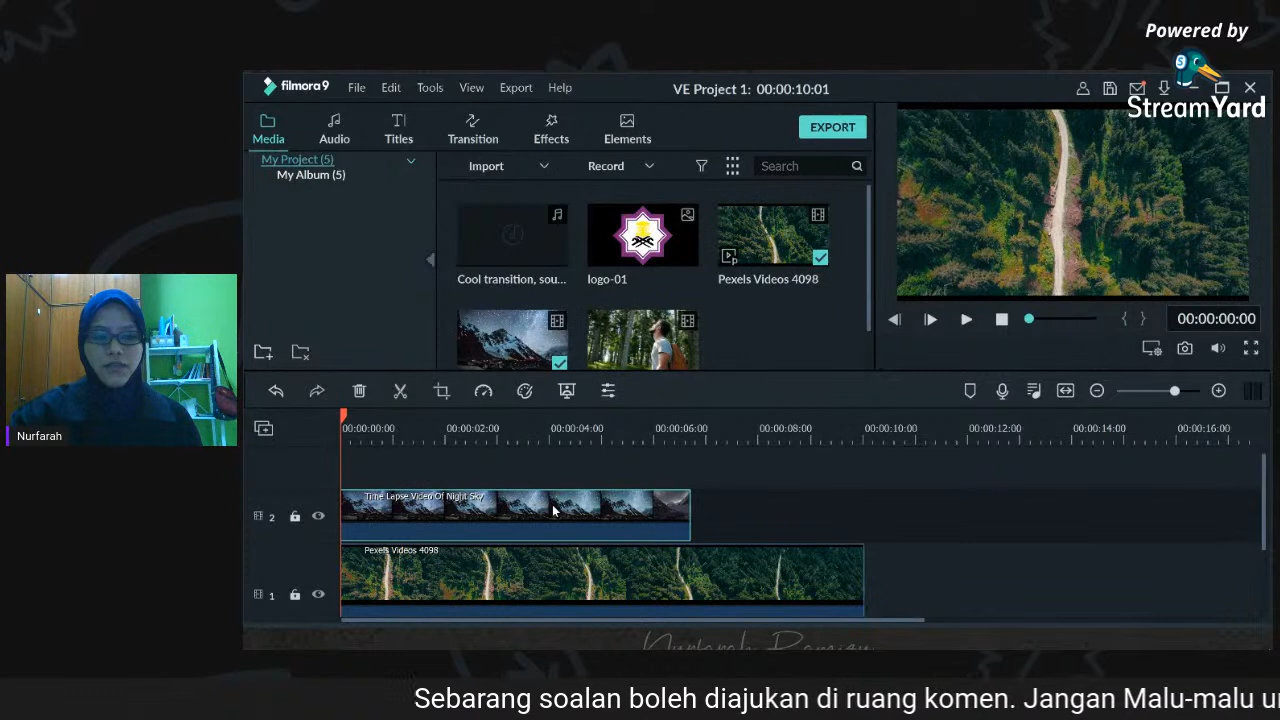 Powered by
StreamYard
filmora9
File Edit Tools View Export Help
VE Project 1: 00:00:10:01
Media Audio Titles Transition Effects Elements
EXPORT
My Project (5)
My Album (5)
Import Record Search
Cool transition, sou...
logo-01
Pexels Videos 4098
00:00:00:00
00:00:00:00 00:00:02:00 00:00:04:00 00:00:06:00 00:00:08:00 00:00:10:00 00:00:12:00 00:00:14:00 00:00:16:00
Time Lapse Video Of Night Sky
2
Pexels Videos 4098
1
Nurfarah
Sebarang soalan boleh diajukan di ruang komen. Jangan Malu-malu u